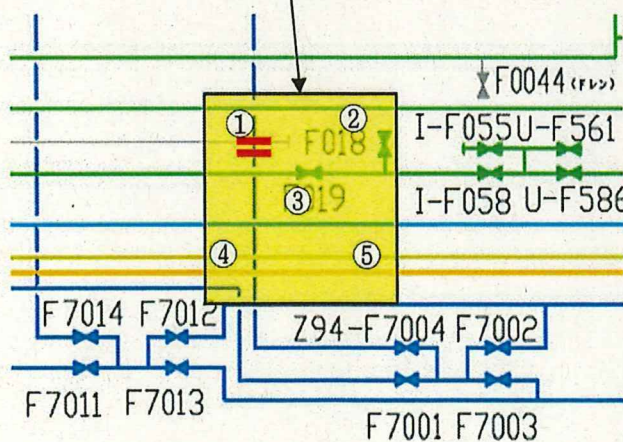 F0044(ドレン)
① ② I-F055 U-F561
F018
③ F019 I-F058 U-F586
④ ⑤
F7014 F7012 Z94-F7004 F7002
F7011 F7013 F7001 F7003